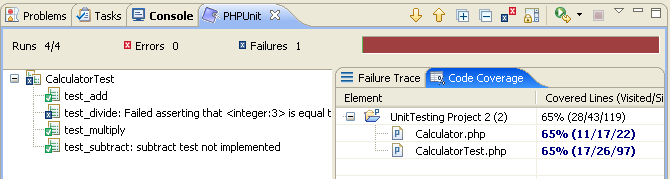 Problems Tasks Console PHPUnit
Runs 4/4 Errors 0 Failures 1
CalculatorTest
test_add
test_divide: Failed asserting that <integer:3> is equal t
test_multiply
test_subtract: subtract test not implemented
Failure Trace Code Coverage
Element Covered Lines (Visited/Si
UnitTesting Project 2 (2) 65% (28/43/119)
Calculator.php 65% (11/17/22)
CalculatorTest.php 65% (17/26/97)